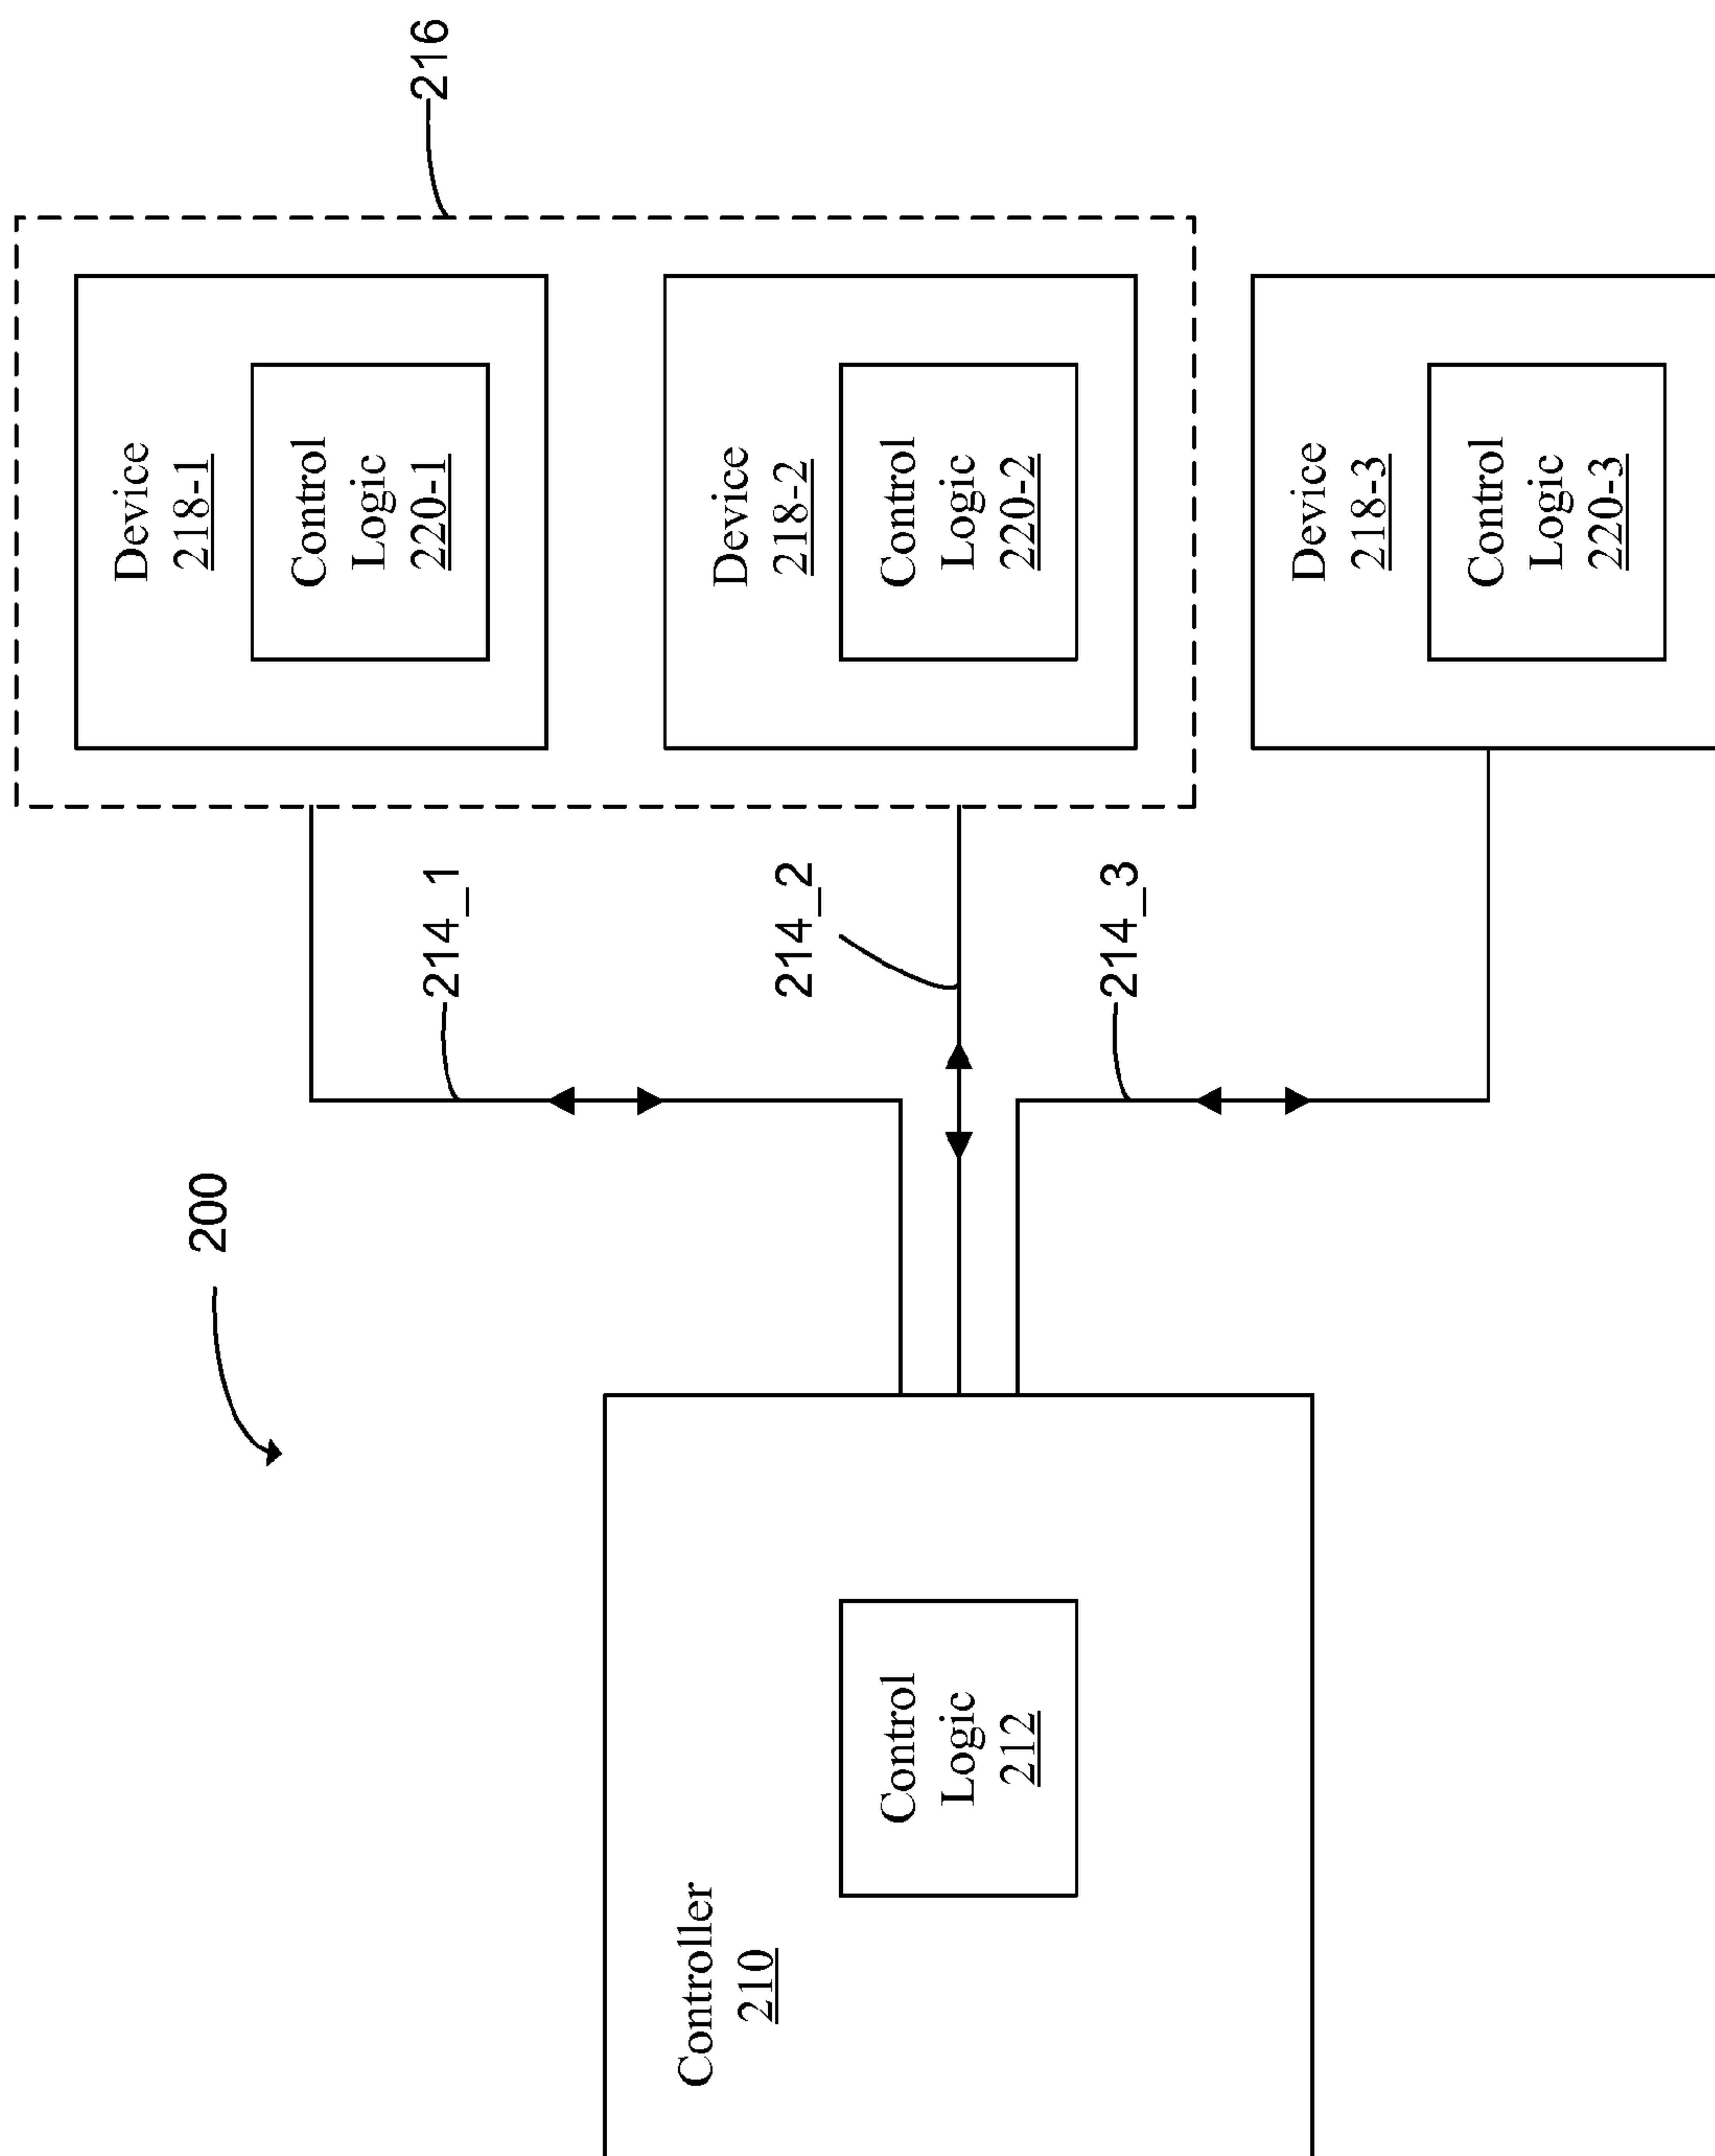 200
Controller
210
Control
Logic
212
214_1
214_2
214_3
216
Device
218-1
Control
Logic
220-1
Device
218-2
Control
Logic
220-2
Device
218-3
Control
Logic
220-3